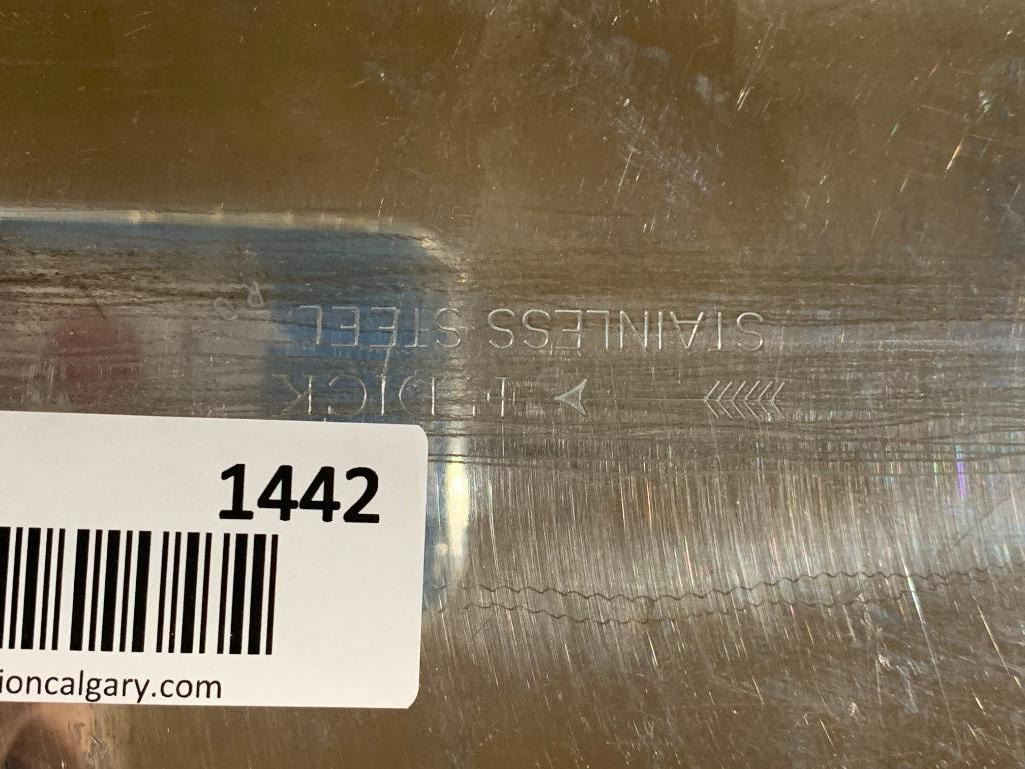 STAINLESS STEEL
F. DICK
1442
ioncalgary.com